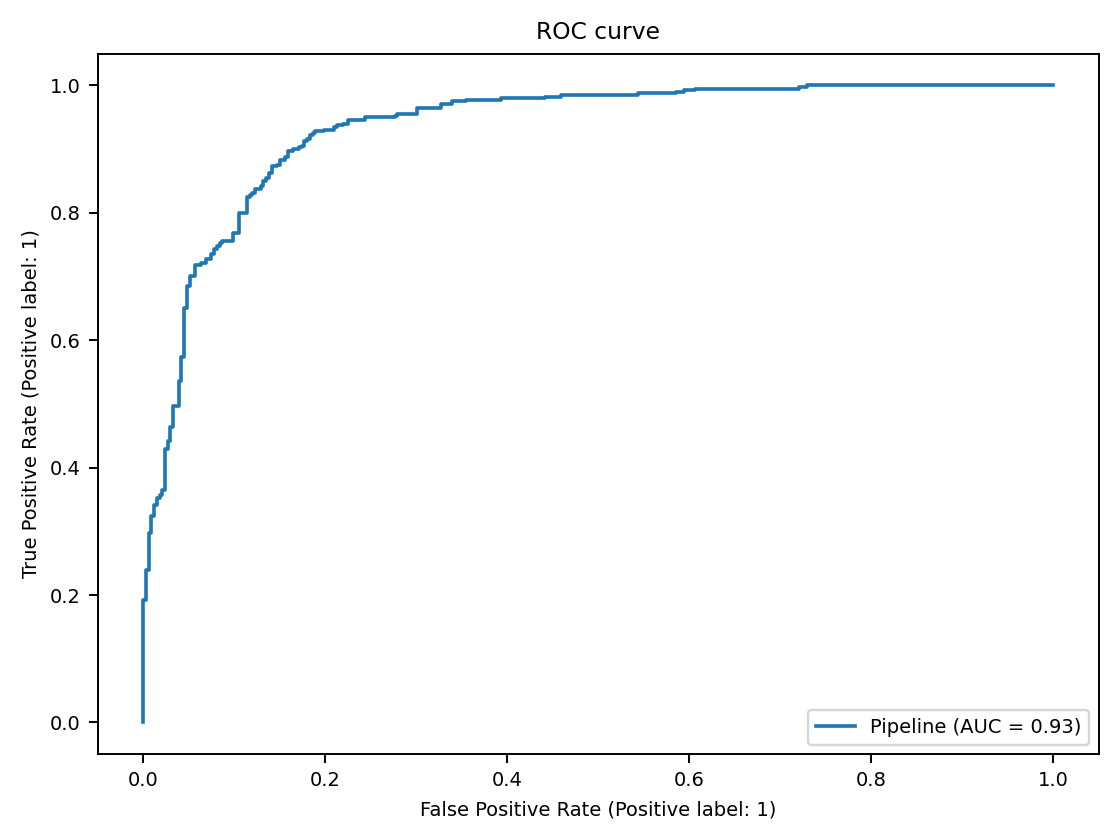 ROC curve
True Positive Rate (Positive label: 1)
1.0
0.8
0.6
0.4
0.2
0.0
Pipeline (AUC = 0.93)
0.0 0.2 0.4 0.6 0.8 1.0
False Positive Rate (Positive label: 1)